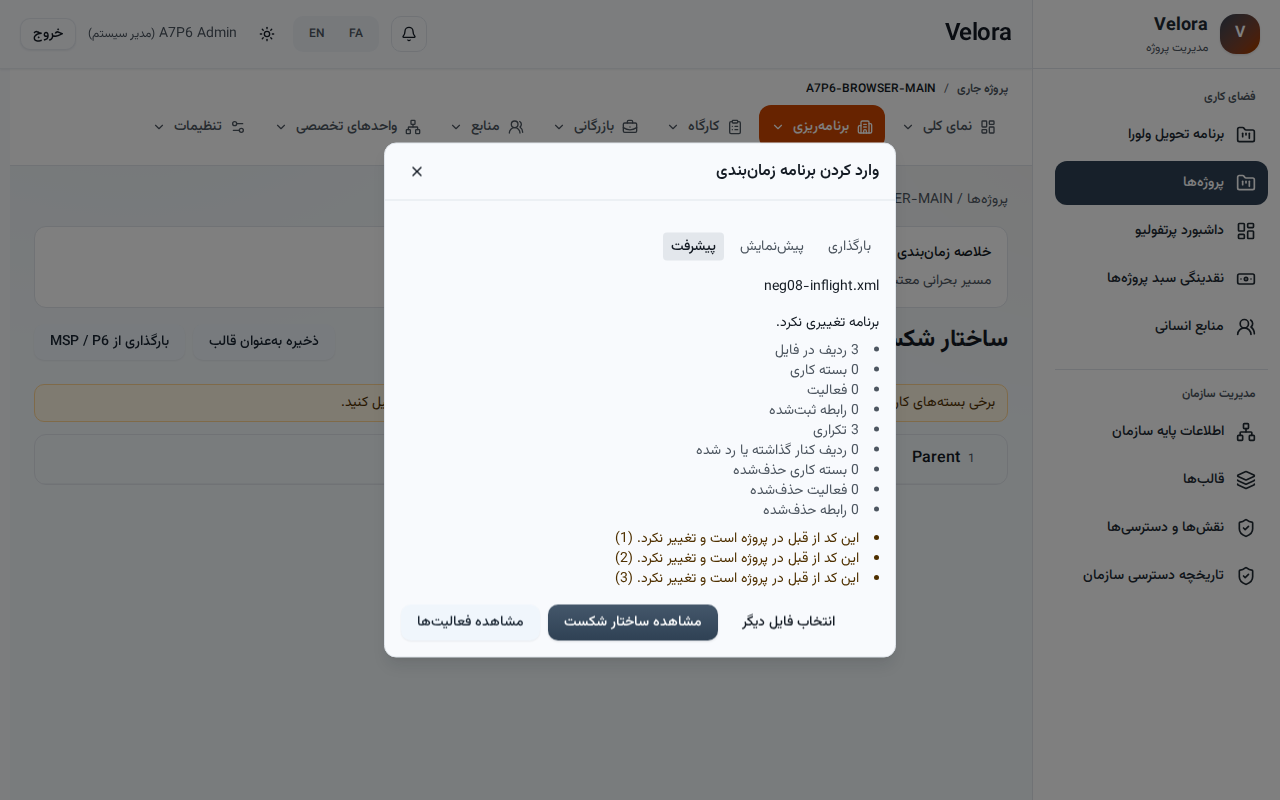 V
Velora
مدیریت پروژه
Velora
FA
EN
A7P6 Admin (مدیر سیستم)
خروج
پروژه جاری / A7P6-BROWSER-MAIN
نمای کلی
برنامه‌ریزی
کارگاه
بازرگانی
منابع
واحدهای تخصصی
تنظیمات
فضای کاری
برنامه تحویل ولورا
پروژه‌ها
داشبورد پرتفولیو
نقدینگی سبد پروژه‌ها
منابع انسانی
مدیریت سازمان
اطلاعات پایه سازمان
قالب‌ها
نقش‌ها و دسترسی‌ها
تاریخچه دسترسی سازمان
پروژه‌ها /
SER-MAIN
خلاصه زمان‌بندی
مسیر بحرانی
ساختار
ذخیره به‌عنوان قالب
بارگذاری از MSP / P6
برخی بسته‌های
کنید.
Parent 1
وارد کردن برنامه زمان‌بندی
بارگذاری
پیش‌نمایش
پیشرفت
neg08-inflight.xml
برنامه تغییری نکرد.
3 ردیف در فایل
0 بسته کاری
0 فعالیت
0 رابطه ثبت‌شده
3 تکراری
0 ردیف کنار گذاشته یا رد شده
0 بسته کاری حذف‌شده
0 فعالیت حذف‌شده
0 رابطه حذف‌شده
این کد از قبل در پروژه است و تغییر نکرد. (1)
این کد از قبل در پروژه است و تغییر نکرد. (2)
این کد از قبل در پروژه است و تغییر نکرد. (3)
انتخاب فایل دیگر
مشاهده ساختار شکست
مشاهده فعالیت‌ها